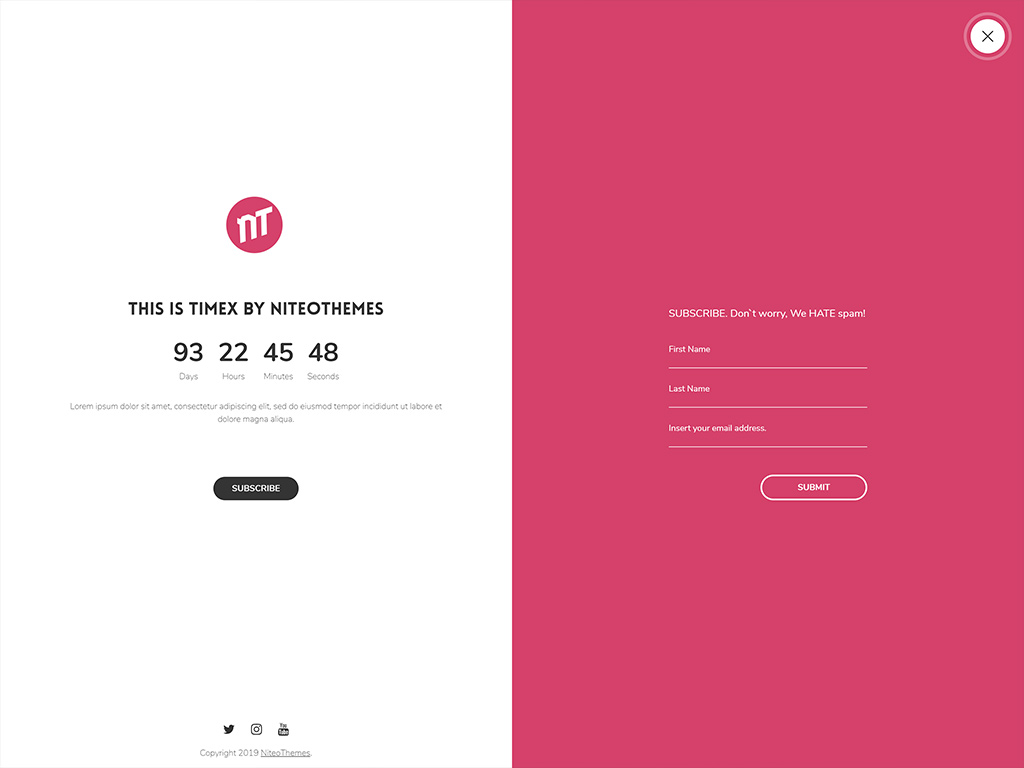 NT
THIS IS TIMEX BY NITEOTHEMES
93 22 45 48
Days Hours Minutes Seconds
Lorem ipsum dolor sit amet, consectetur adipiscing elit, sed do eiusmod tempor incididunt ut labore et
dolore magna aliqua.
SUBSCRIBE
You
Tube
Copyright 2019 NiteoThemes.
SUBSCRIBE. Don`t worry, We HATE spam!
First Name
Last Name
Insert your email address.
SUBMIT